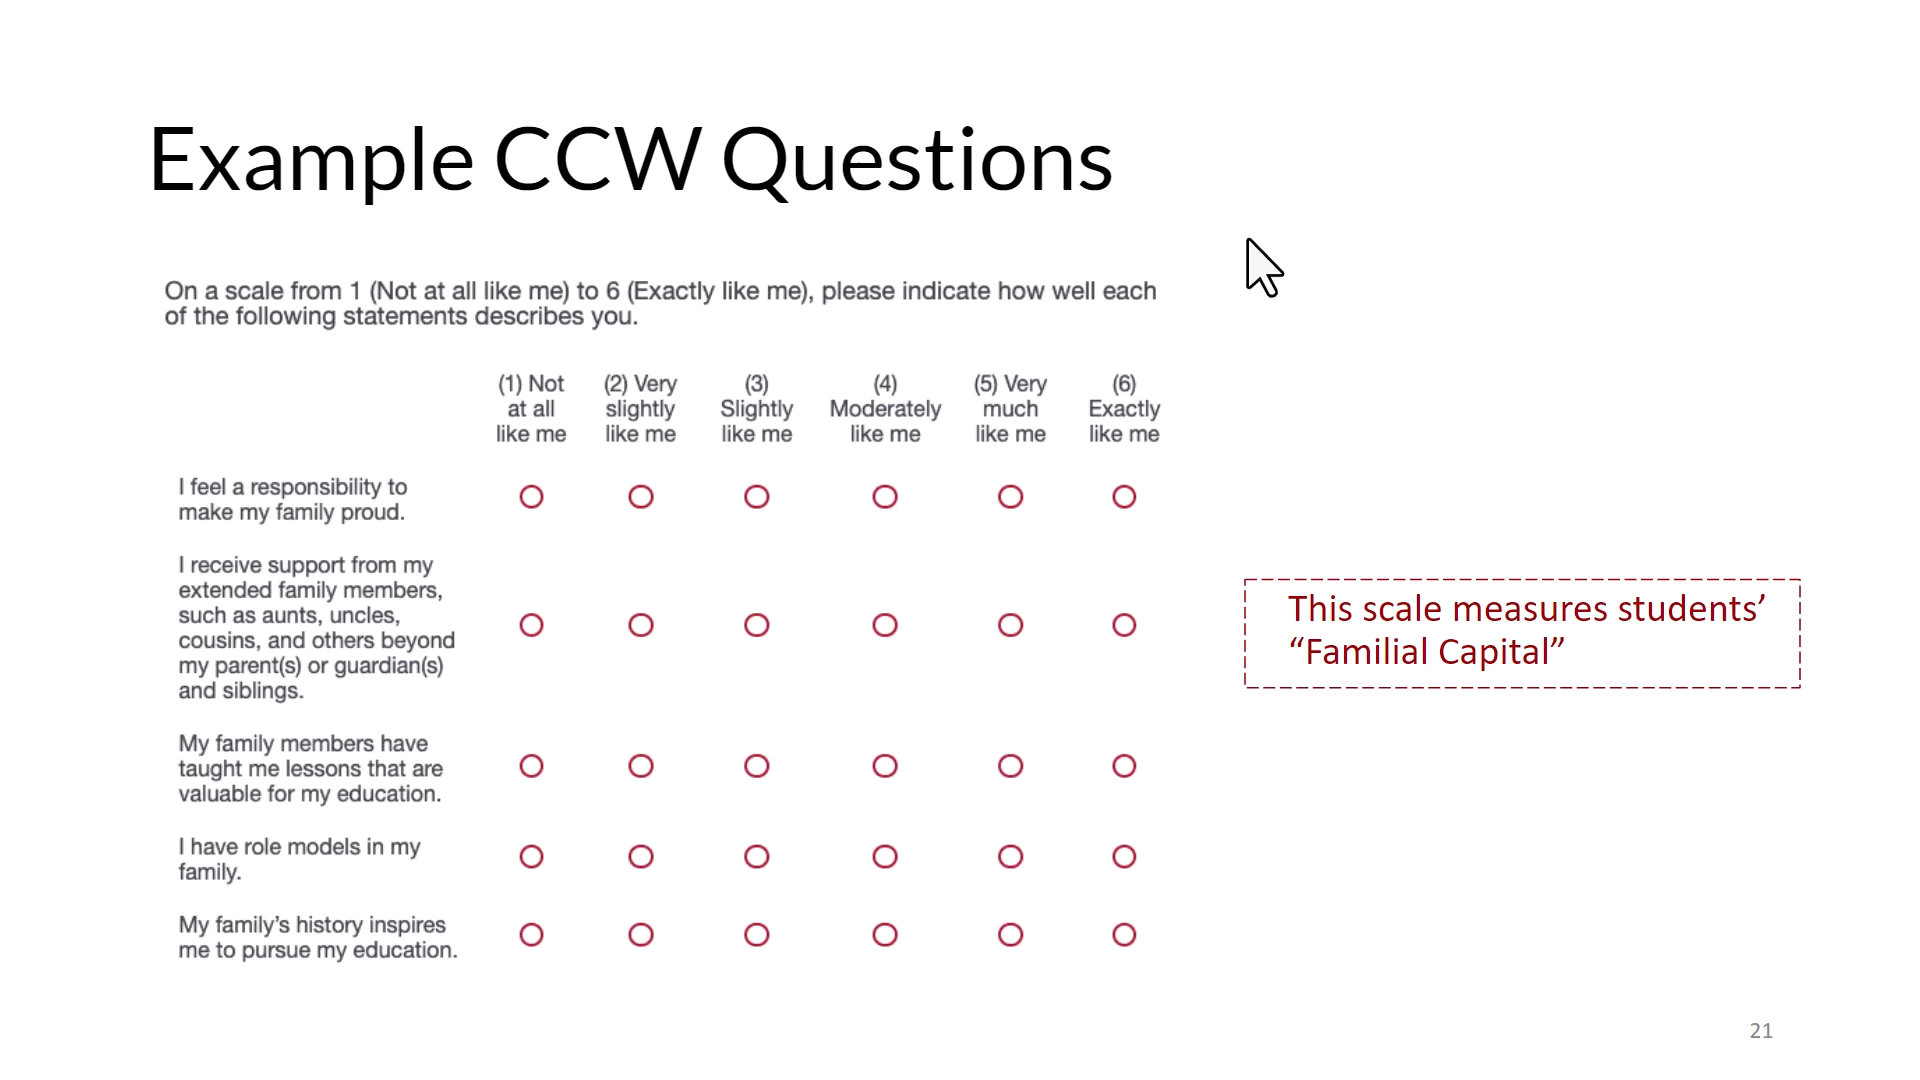 Example CCW Questions
On a scale from 1 (Not at all like me) to 6 (Exactly like me), please indicate how well each
of the following statements describes you.
(1) Not at all like me
(2) Very slightly like me
(3) Slightly like me
(4) Moderately like me
(5) Very much like me
(6) Exactly like me
I feel a responsibility to
make my family proud.
I receive support from my
extended family members,
such as aunts, uncles,
cousins, and others beyond
my parent(s) or guardian(s)
and siblings.
My family members have
taught me lessons that are
valuable for my education.
I have role models in my
family.
My family’s history inspires
me to pursue my education.
This scale measures students’
“Familial Capital”
21